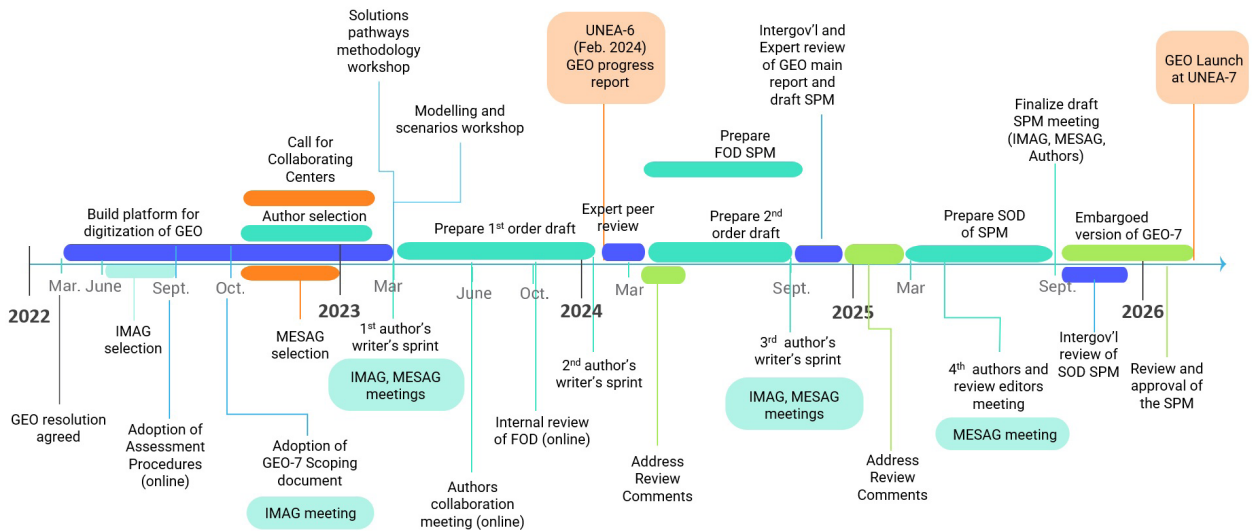 Solutions
pathways
methodology
workshop
Modelling and
scenarios workshop
UNEA-6
(Feb. 2024)
GEO progress
report
Intergov'l and
Expert review
of GEO main
report and
draft SPM
GEO Launch
at UNEA-7
Finalize draft
SPM meeting
(IMAG, MESAG,
Authors)
Call for
Collaborating
Centers
Prepare
FOD SPM
Build platform for
digitization of GEO
Author selection
Prepare 1st order draft
Expert peer
review
Prepare 2nd
order draft
Prepare SOD
of SPM
Embargoed
version of GEO-7
2022
Mar.
June
Sept.
Oct.
2023
Mar
June
Oct.
2024
Mar
Sept.
2025
Mar
Sept.
2026
GEO resolution
agreed
IMAG
selection
Adoption of
Assessment
Procedures
(online)
MESAG
selection
Adoption of
GEO-7 Scoping
document
IMAG meeting
1st author's
writer's sprint
IMAG, MESAG
meetings
Authors
collaboration
meeting (online)
Internal review
of FOD (online)
2nd author's
writer's sprint
Address
Review
Comments
3rd author's
writer's sprint
IMAG, MESAG
meetings
Address
Review
Comments
4th authors and
review editors
meeting
MESAG meeting
Intergov'l
review of
SOD SPM
Review and
approval of
the SPM